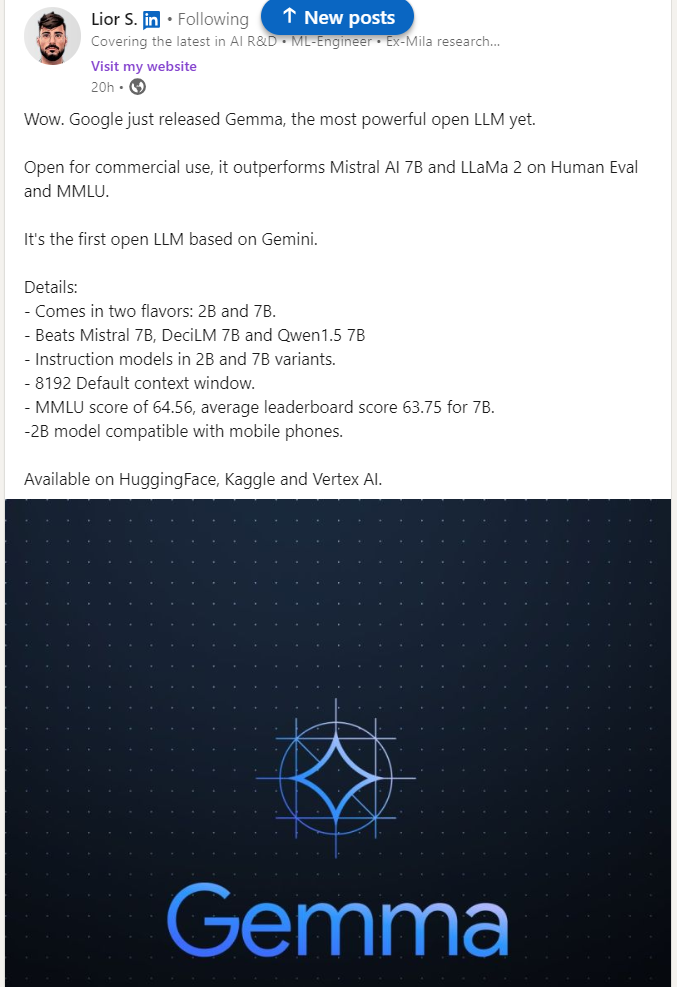 Lior S. in • Following
↑ New posts
Covering the latest in AI R&D • ML-Engineer • Ex-Mila research...
Visit my website
20h •
Wow. Google just released Gemma, the most powerful open LLM yet.
Open for commercial use, it outperforms Mistral AI 7B and LLaMa 2 on Human Eval
and MMLU.
It's the first open LLM based on Gemini.
Details:
- Comes in two flavors: 2B and 7B.
- Beats Mistral 7B, DeciLM 7B and Qwen1.5 7B
- Instruction models in 2B and 7B variants.
- 8192 Default context window.
- MMLU score of 64.56, average leaderboard score 63.75 for 7B.
-2B model compatible with mobile phones.
Available on HuggingFace, Kaggle and Vertex AI.
Gemma